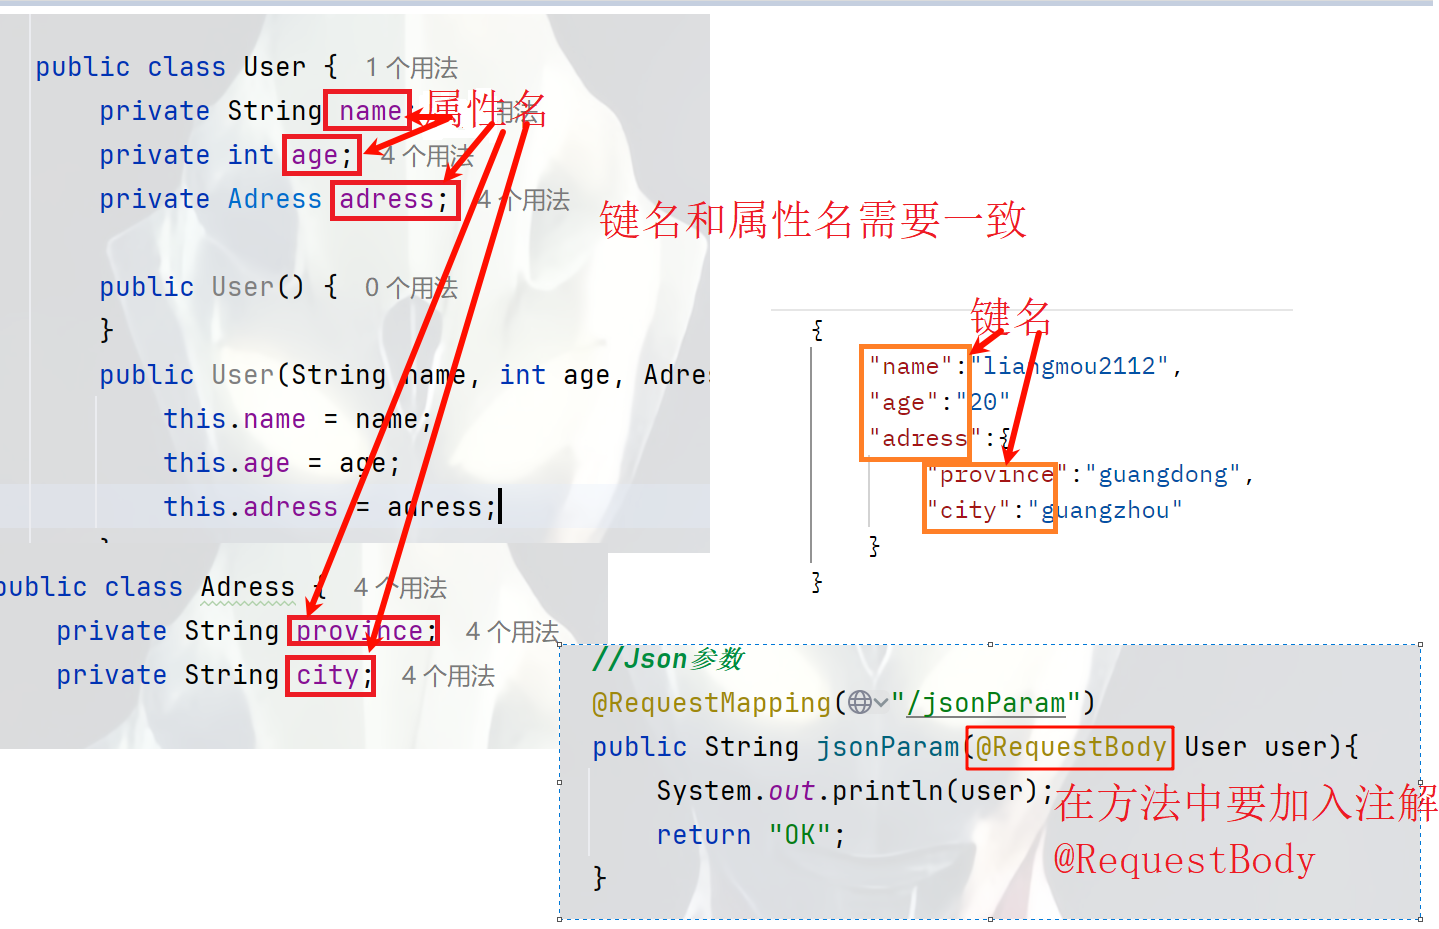 public class User { 1 个用法
private String name; 用法
属性名
private int age; 4 个用法
private Adress adress; 4 个用法
键名和属性名需要一致
public User() { 0 个用法
}
public User(String name, int age, Adres
this.name = name;
this.age = age;
this.adress = adress;
}
键名
{
"name":"liangmou2112",
"age":"20"
"adress":{
"province":"guangdong",
"city":"guangzhou"
}
}
public class Adress { 4 个用法
private String province; 4 个用法
private String city; 4 个用法
//Json参数
@RequestMapping("/jsonParam")
public String jsonParam(@RequestBody User user){
System.out.println(user);
return "OK";
}
在方法中要加入注解
@RequestBody